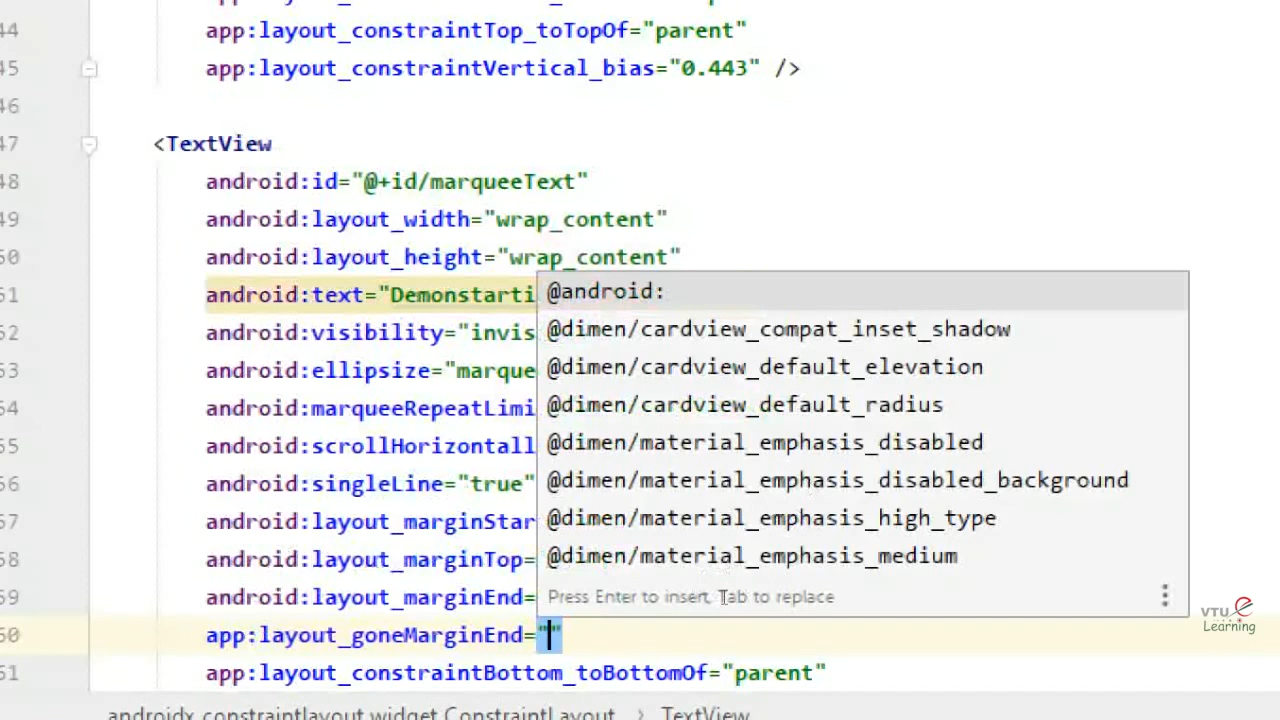 44 app:layout_constraintTop_toTopOf="parent"
45 app:layout_constraintVertical_bias="0.443" />
46
47 <TextView
48 android:id="@+id/marqueeText"
49 android:layout_width="wrap_content"
50 android:layout_height="wrap_content"
51 android:text="Demonstarti
52 android:visibility="invis
53 android:ellipsize="marque
54 android:marqueeRepeatLimi
55 android:scrollHorizontall
56 android:singleLine="true"
57 android:layout_marginStar
58 android:layout_marginTop=
59 android:layout_marginEnd=
60 app:layout_goneMarginEnd=""
61 app:layout_constraintBottom_toBottomOf="parent"
@android:
@dimen/cardview_compat_inset_shadow
@dimen/cardview_default_elevation
@dimen/cardview_default_radius
@dimen/material_emphasis_disabled
@dimen/material_emphasis_disabled_background
@dimen/material_emphasis_high_type
@dimen/material_emphasis_medium
Press Enter to insert, Tab to replace
VTU e
Learning
androidx.constraintlayout.widget.ConstraintLayout > TextView